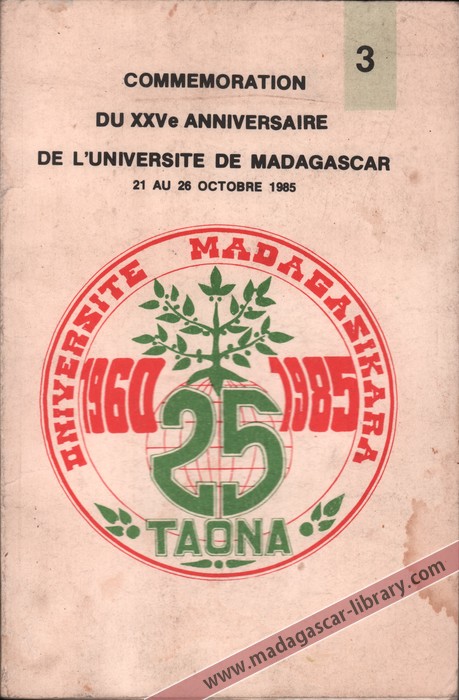 3
COMMEMORATION
DU XXVe ANNIVERSAIRE
DE L'UNIVERSITE DE MADAGASCAR
21 AU 26 OCTOBRE 1985
ONIVERSITE MADAGASIKARA
1960 1985
25
TAONA
www.madagascar-library.com